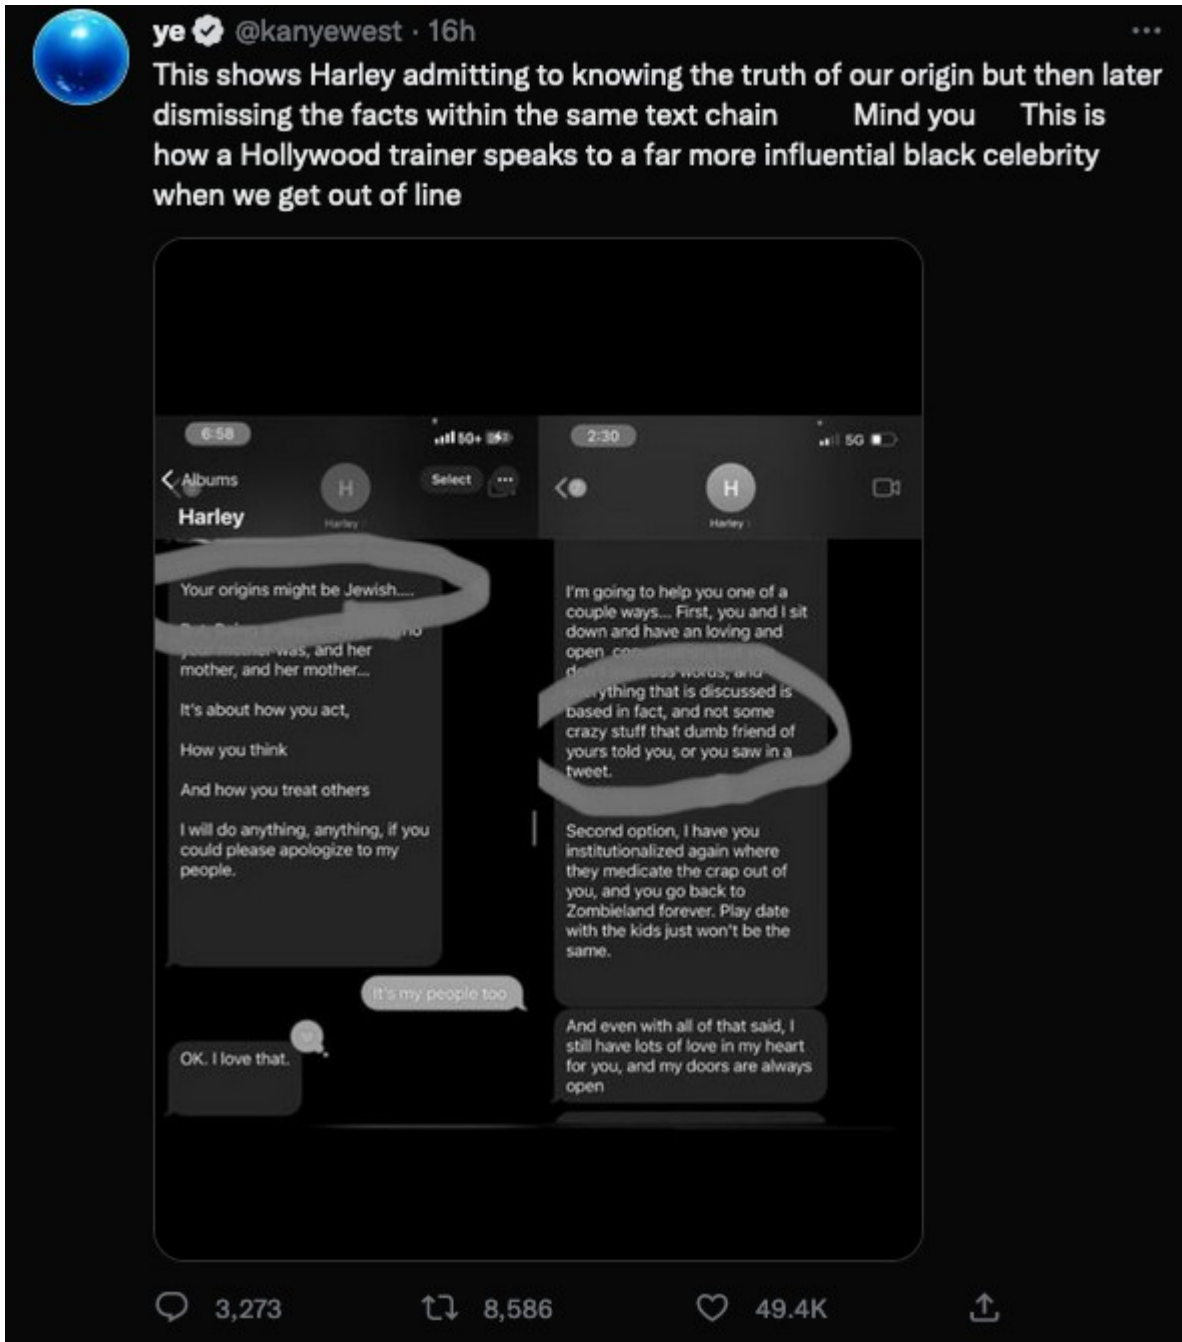 ye @kanyewest · 16h
This shows Harley admitting to knowing the truth of our origin but then later
dismissing the facts within the same text chain Mind you This is
how a Hollywood trainer speaks to a far more influential black celebrity
when we get out of line
6:58
5G+
Albums
H
Select
Harley
Harley
Your origins might be Jewish....
mother was, and her
mother, and her mother...
It's about how you act,
How you think
And how you treat others
I will do anything, anything, if you
could please apologize to my
people.
It's my people too
OK. I love that.
2:30
5G
H
Harley
I'm going to help you one of a
couple ways... First, you and I sit
down and have an loving and
open
words, and
everything that is discussed is
based in fact, and not some
crazy stuff that dumb friend of
yours told you, or you saw in a
tweet.
Second option, I have you
institutionalized again where
they medicate the crap out of
you, and you go back to
Zombieland forever. Play date
with the kids just won't be the
same.
And even with all of that said, I
still have lots of love in my heart
for you, and my doors are always
open
3,273
8,586
49.4K